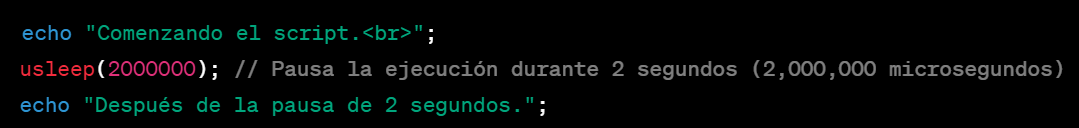 echo "Comenzando el script.<br>";
usleep(2000000); // Pausa la ejecución durante 2 segundos (2,000,000 microsegundos)
echo "Después de la pausa de 2 segundos.";